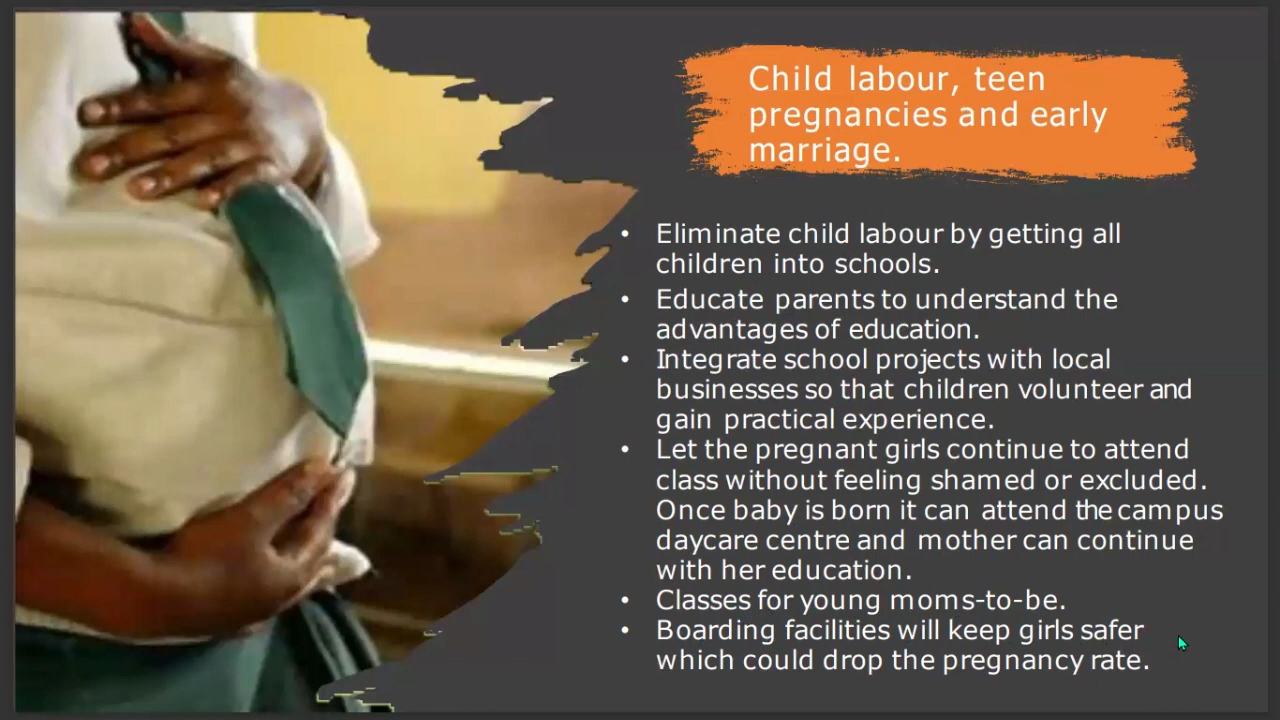 Child labour, teen
pregnancies and early
marriage.
• Eliminate child labour by getting all
children into schools.
• Educate parents to understand the
advantages of education.
• Integrate school projects with local
businesses so that children volunteer and
gain practical experience.
• Let the pregnant girls continue to attend
class without feeling shamed or excluded.
Once baby is born it can attend the campus
daycare centre and mother can continue
with her education.
• Classes for young moms-to-be.
• Boarding facilities will keep girls safer
which could drop the pregnancy rate.